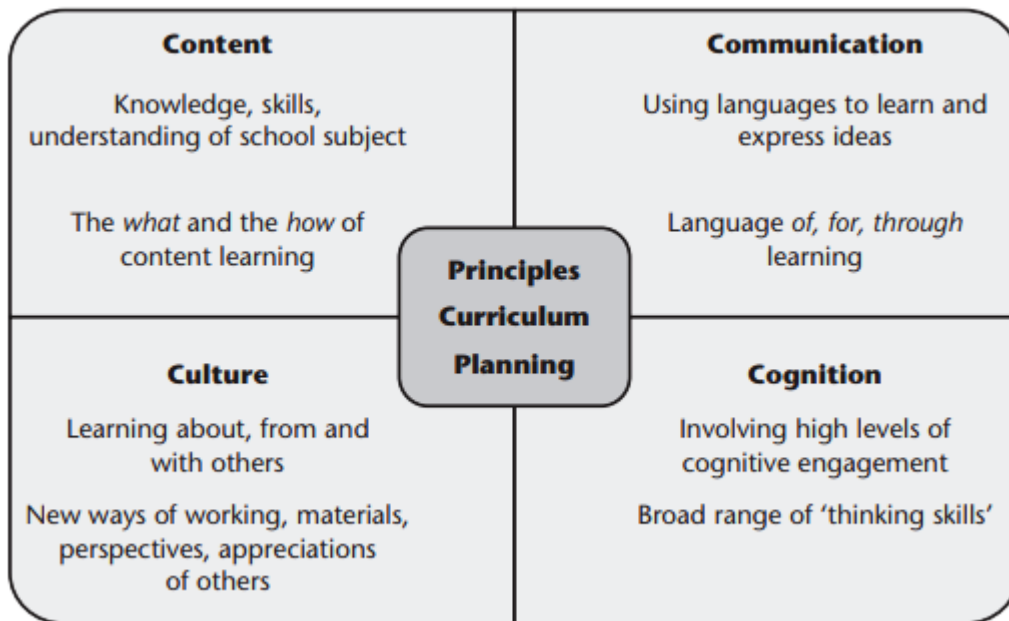 Content
Knowledge, skills,
understanding of school subject
The what and the how of
content learning
Communication
Using languages to learn and
express ideas
Language of, for, through
learning
Principles
Curriculum
Planning
Culture
Learning about, from and
with others
New ways of working, materials,
perspectives, appreciations
of others
Cognition
Involving high levels of
cognitive engagement
Broad range of ‘thinking skills’